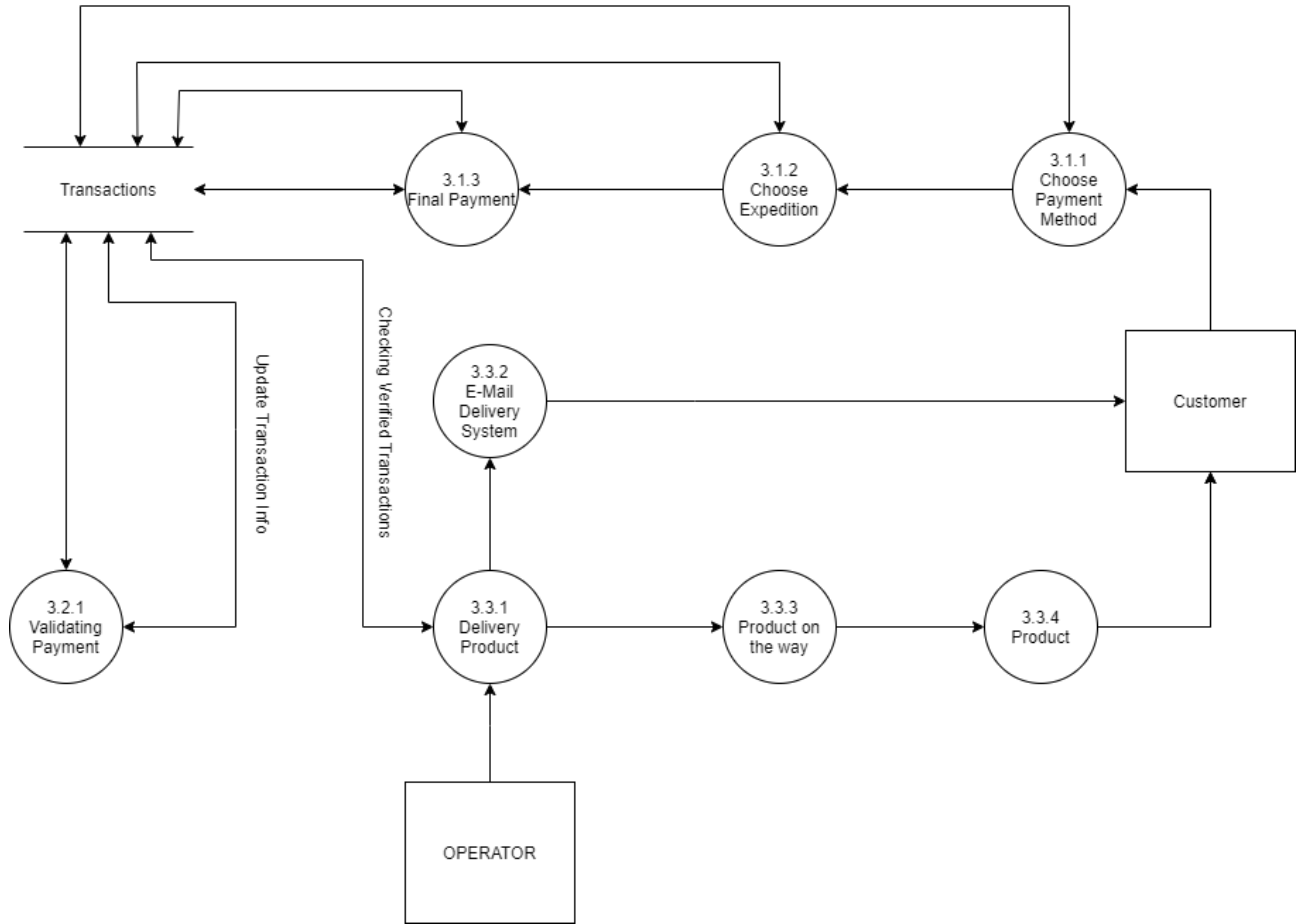 Transactions
3.1.3
Final Payment
3.1.2
Choose
Expedition
3.1.1
Choose
Payment
Method
Update Transaction Info
Checking Verified Transactions
3.3.2
E-Mail
Delivery
System
Customer
3.2.1
Validating
Payment
3.3.1
Delivery
Product
3.3.3
Product on
the way
3.3.4
Product
OPERATOR